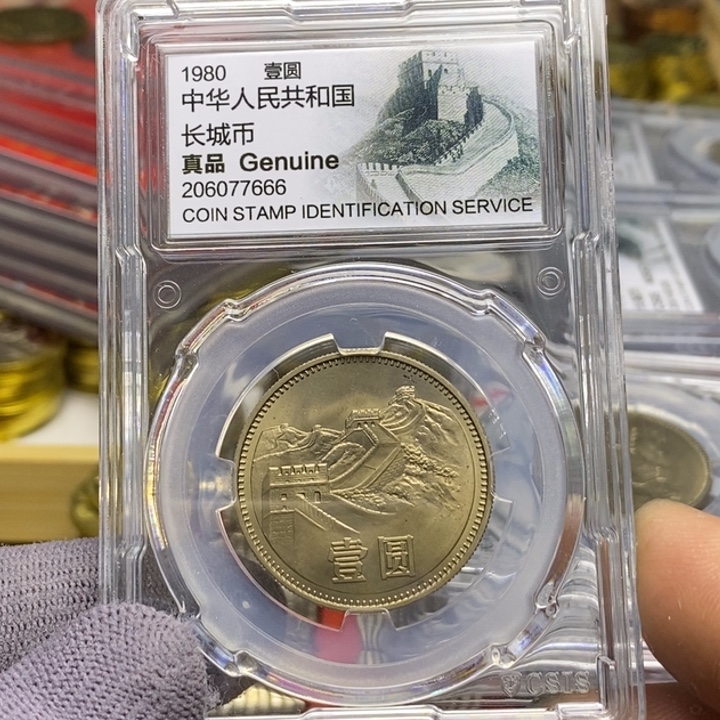 1980 壹圆
中华人民共和国
长城币
真品 Genuine
206077666
COIN STAMP IDENTIFICATION SERVICE
壹圆
CSIS